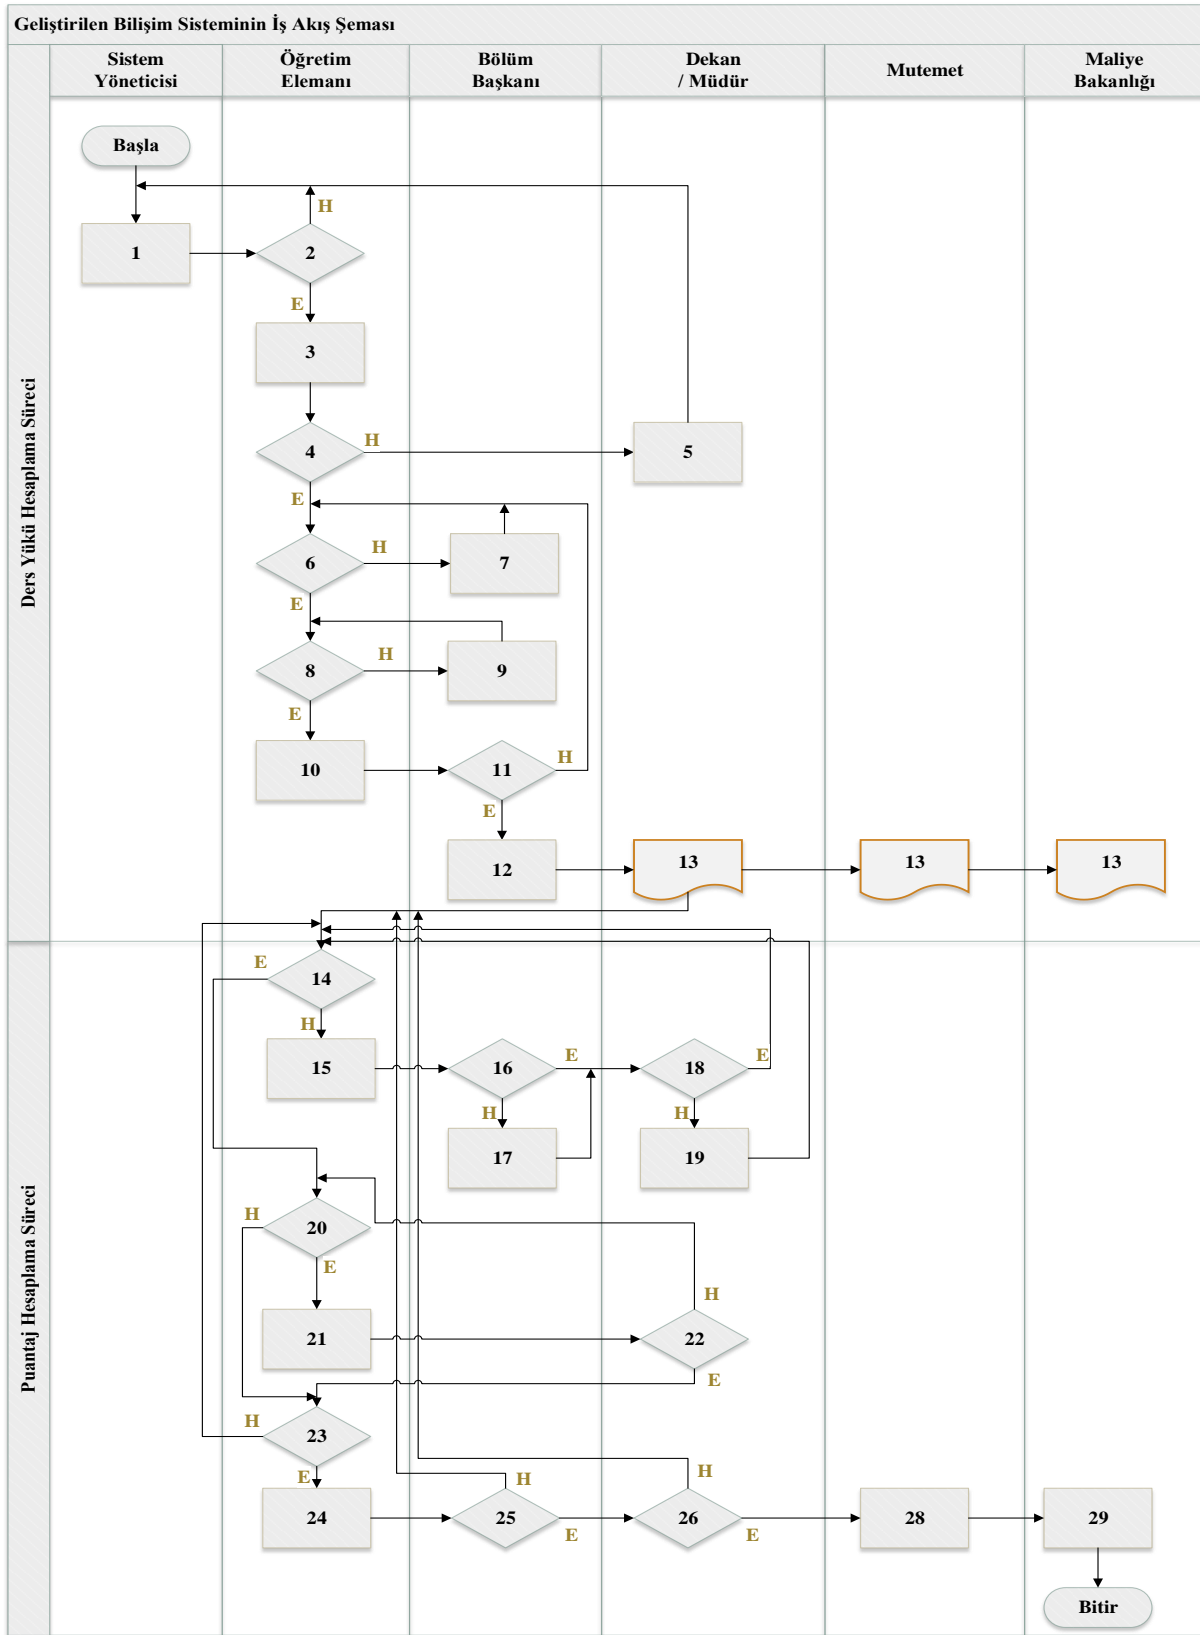 Geliştirilen Bilişim Sisteminin İş Akış Şeması
Sistem
Yöneticisi
Öğretim
Elemanı
Bölüm
Başkanı
Dekan
/ Müdür
Mutemet
Maliye
Bakanlığı
Ders Yükü Hesaplama Süreci
Başla
H
1
2
E
3
4
H
5
E
6
H
7
E
8
H
9
E
10
11
H
E
12
13
13
13
Puantaj Hesaplama Süreci
E
14
H
15
16
E
18
E
H
17
H
19
H
20
E
H
21
22
E
H
23
E
H
H
24
25
E
26
E
28
29
Bitir